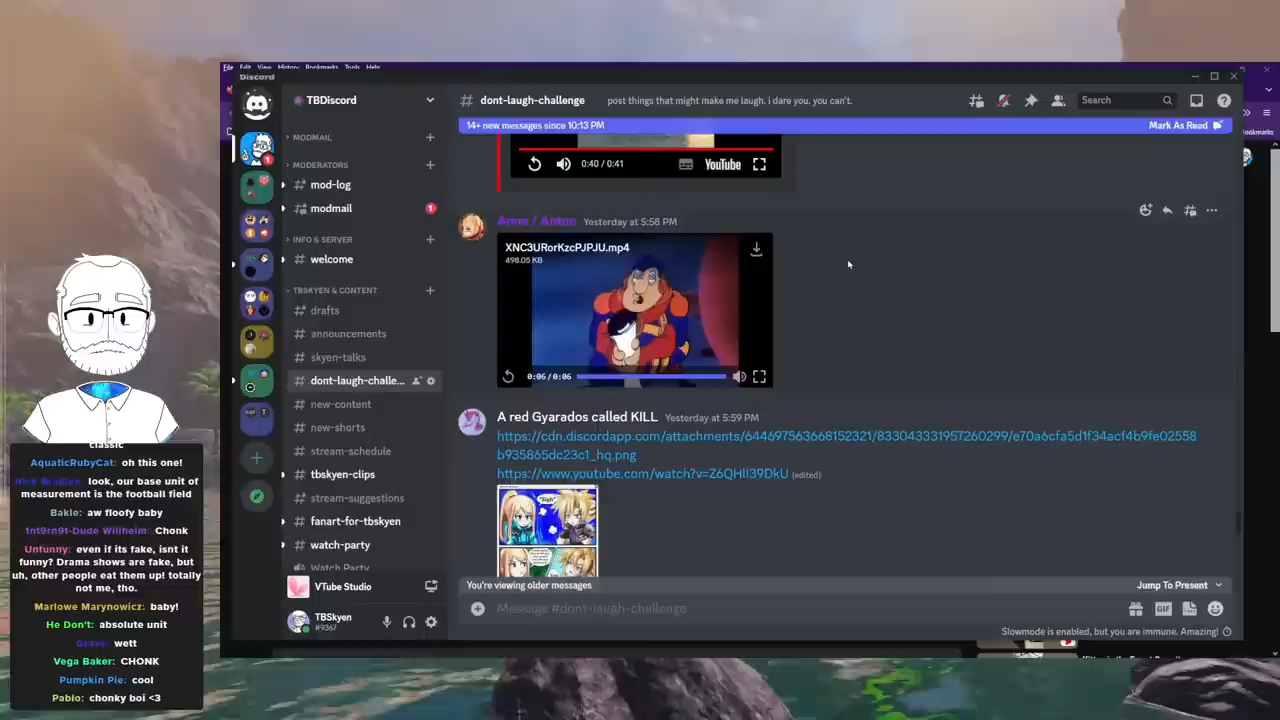 File Edit View History Bookmarks Tools Help
Discord
TBDiscord
dont-laugh-challenge post things that might make me laugh. i dare you. you can't.
Search
14+ new messages since 10:13 PM Mark As Read
MODMAIL
MODERATORS
mod-log
modmail 1
INFO & SERVER
welcome
TBSKYEN & CONTENT
drafts
announcements
skyen-talks
dont-laugh-challe...
new-content
new-shorts
stream-schedule
tbskyen-clips
stream-suggestions
fanart-for-tbskyen
watch-party
Watch Party
VTube Studio
TBSkyen
#9367
0:40 / 0:41 YouTube
Yesterday at 5:58 PM
XNC3URorKzcPJPJU.mp4
498.05 KB
0:06/0:06
A red Gyarados called KILL Yesterday at 5:59 PM
https://cdn.discordapp.com/attachments/644697563668152321/833043331957260299/e70a6cfa5d1f34acf4b9fe02558
b935865dc23c1_hq.png
https://www.youtube.com/watch?v=Z6QHlI39DkU (edited)
You're viewing older messages Jump To Present
Message #dont-laugh-challenge
GIF
Slowmode is enabled, but you are immune. Amazing!
classic
AquaticRubyCat: oh this one!
look, our base unit of
measurement is the football field
Bakle: aw floofy baby
1nt9rn9t-Dude Willheim: Chonk
Unfunny: even if its fake, isnt it
funny? Drama shows are fake, but
uh, other people eat them up! totally
not me, tho.
Marlowe Marynowicz: baby!
He Don't: absolute unit
wett
Vega Baker: CHONK
Pumpkin Pie: cool
Pablo: chonky boi <3